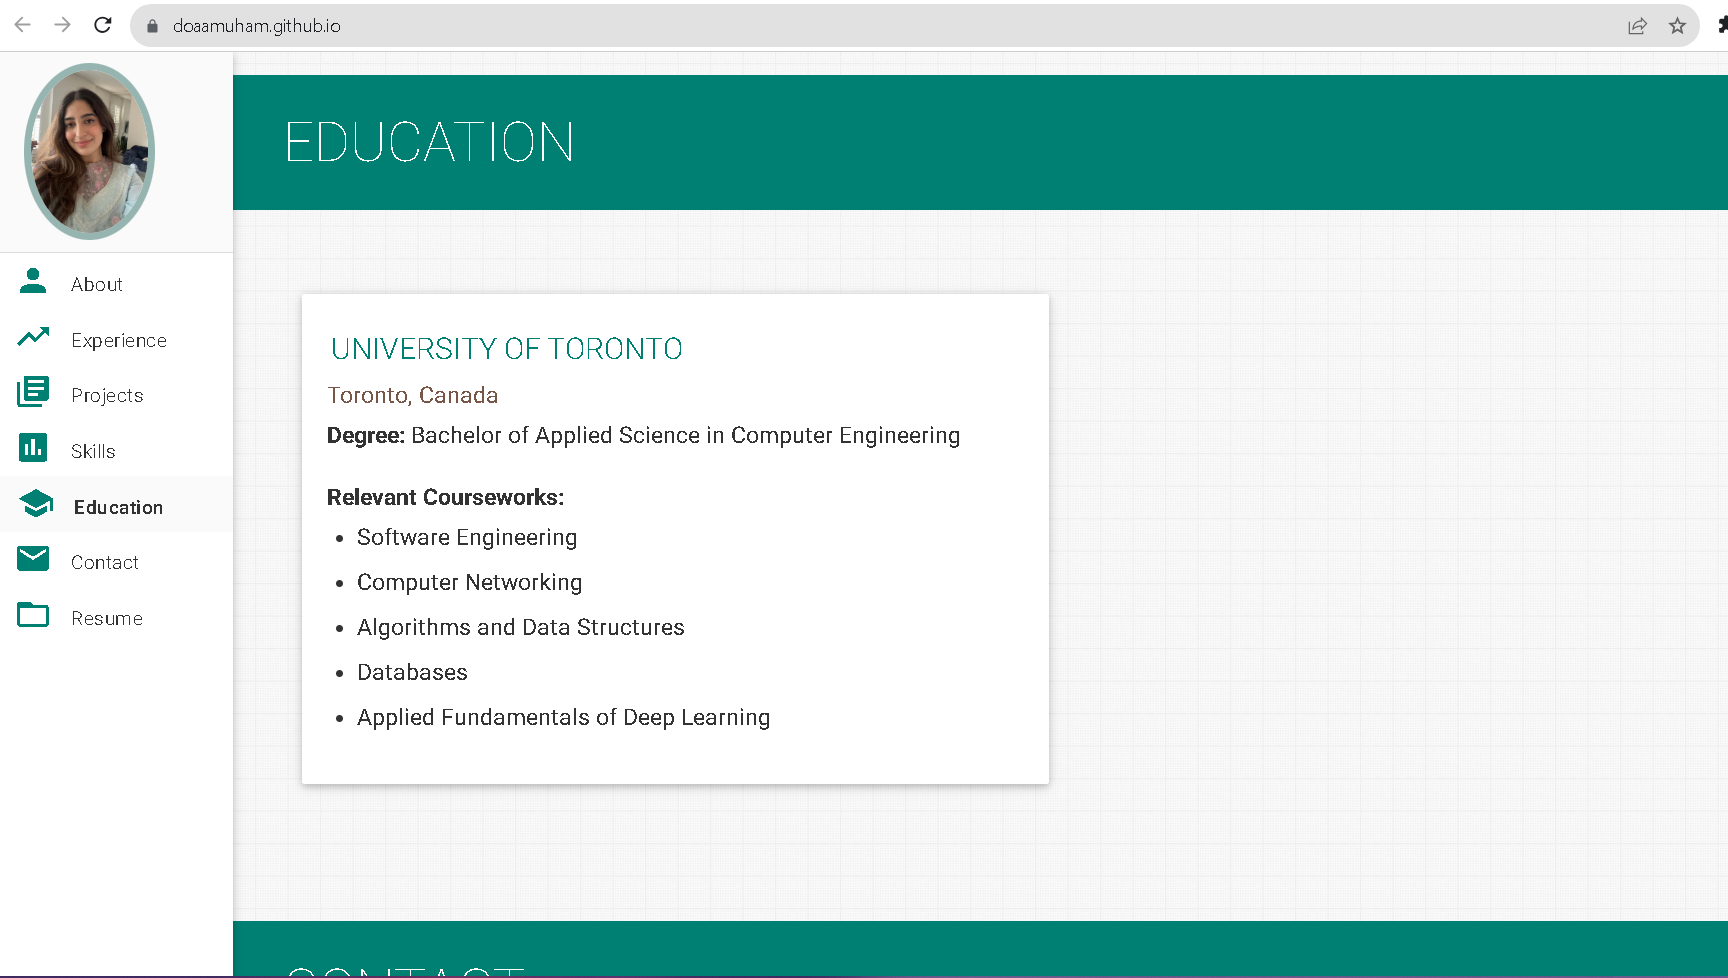 doaamuham.github.io
About
Experience
Projects
Skills
Education
Contact
Resume
EDUCATION
UNIVERSITY OF TORONTO
Toronto, Canada
Degree: Bachelor of Applied Science in Computer Engineering
Relevant Courseworks:
• Software Engineering
• Computer Networking
• Algorithms and Data Structures
• Databases
• Applied Fundamentals of Deep Learning
CONTACT